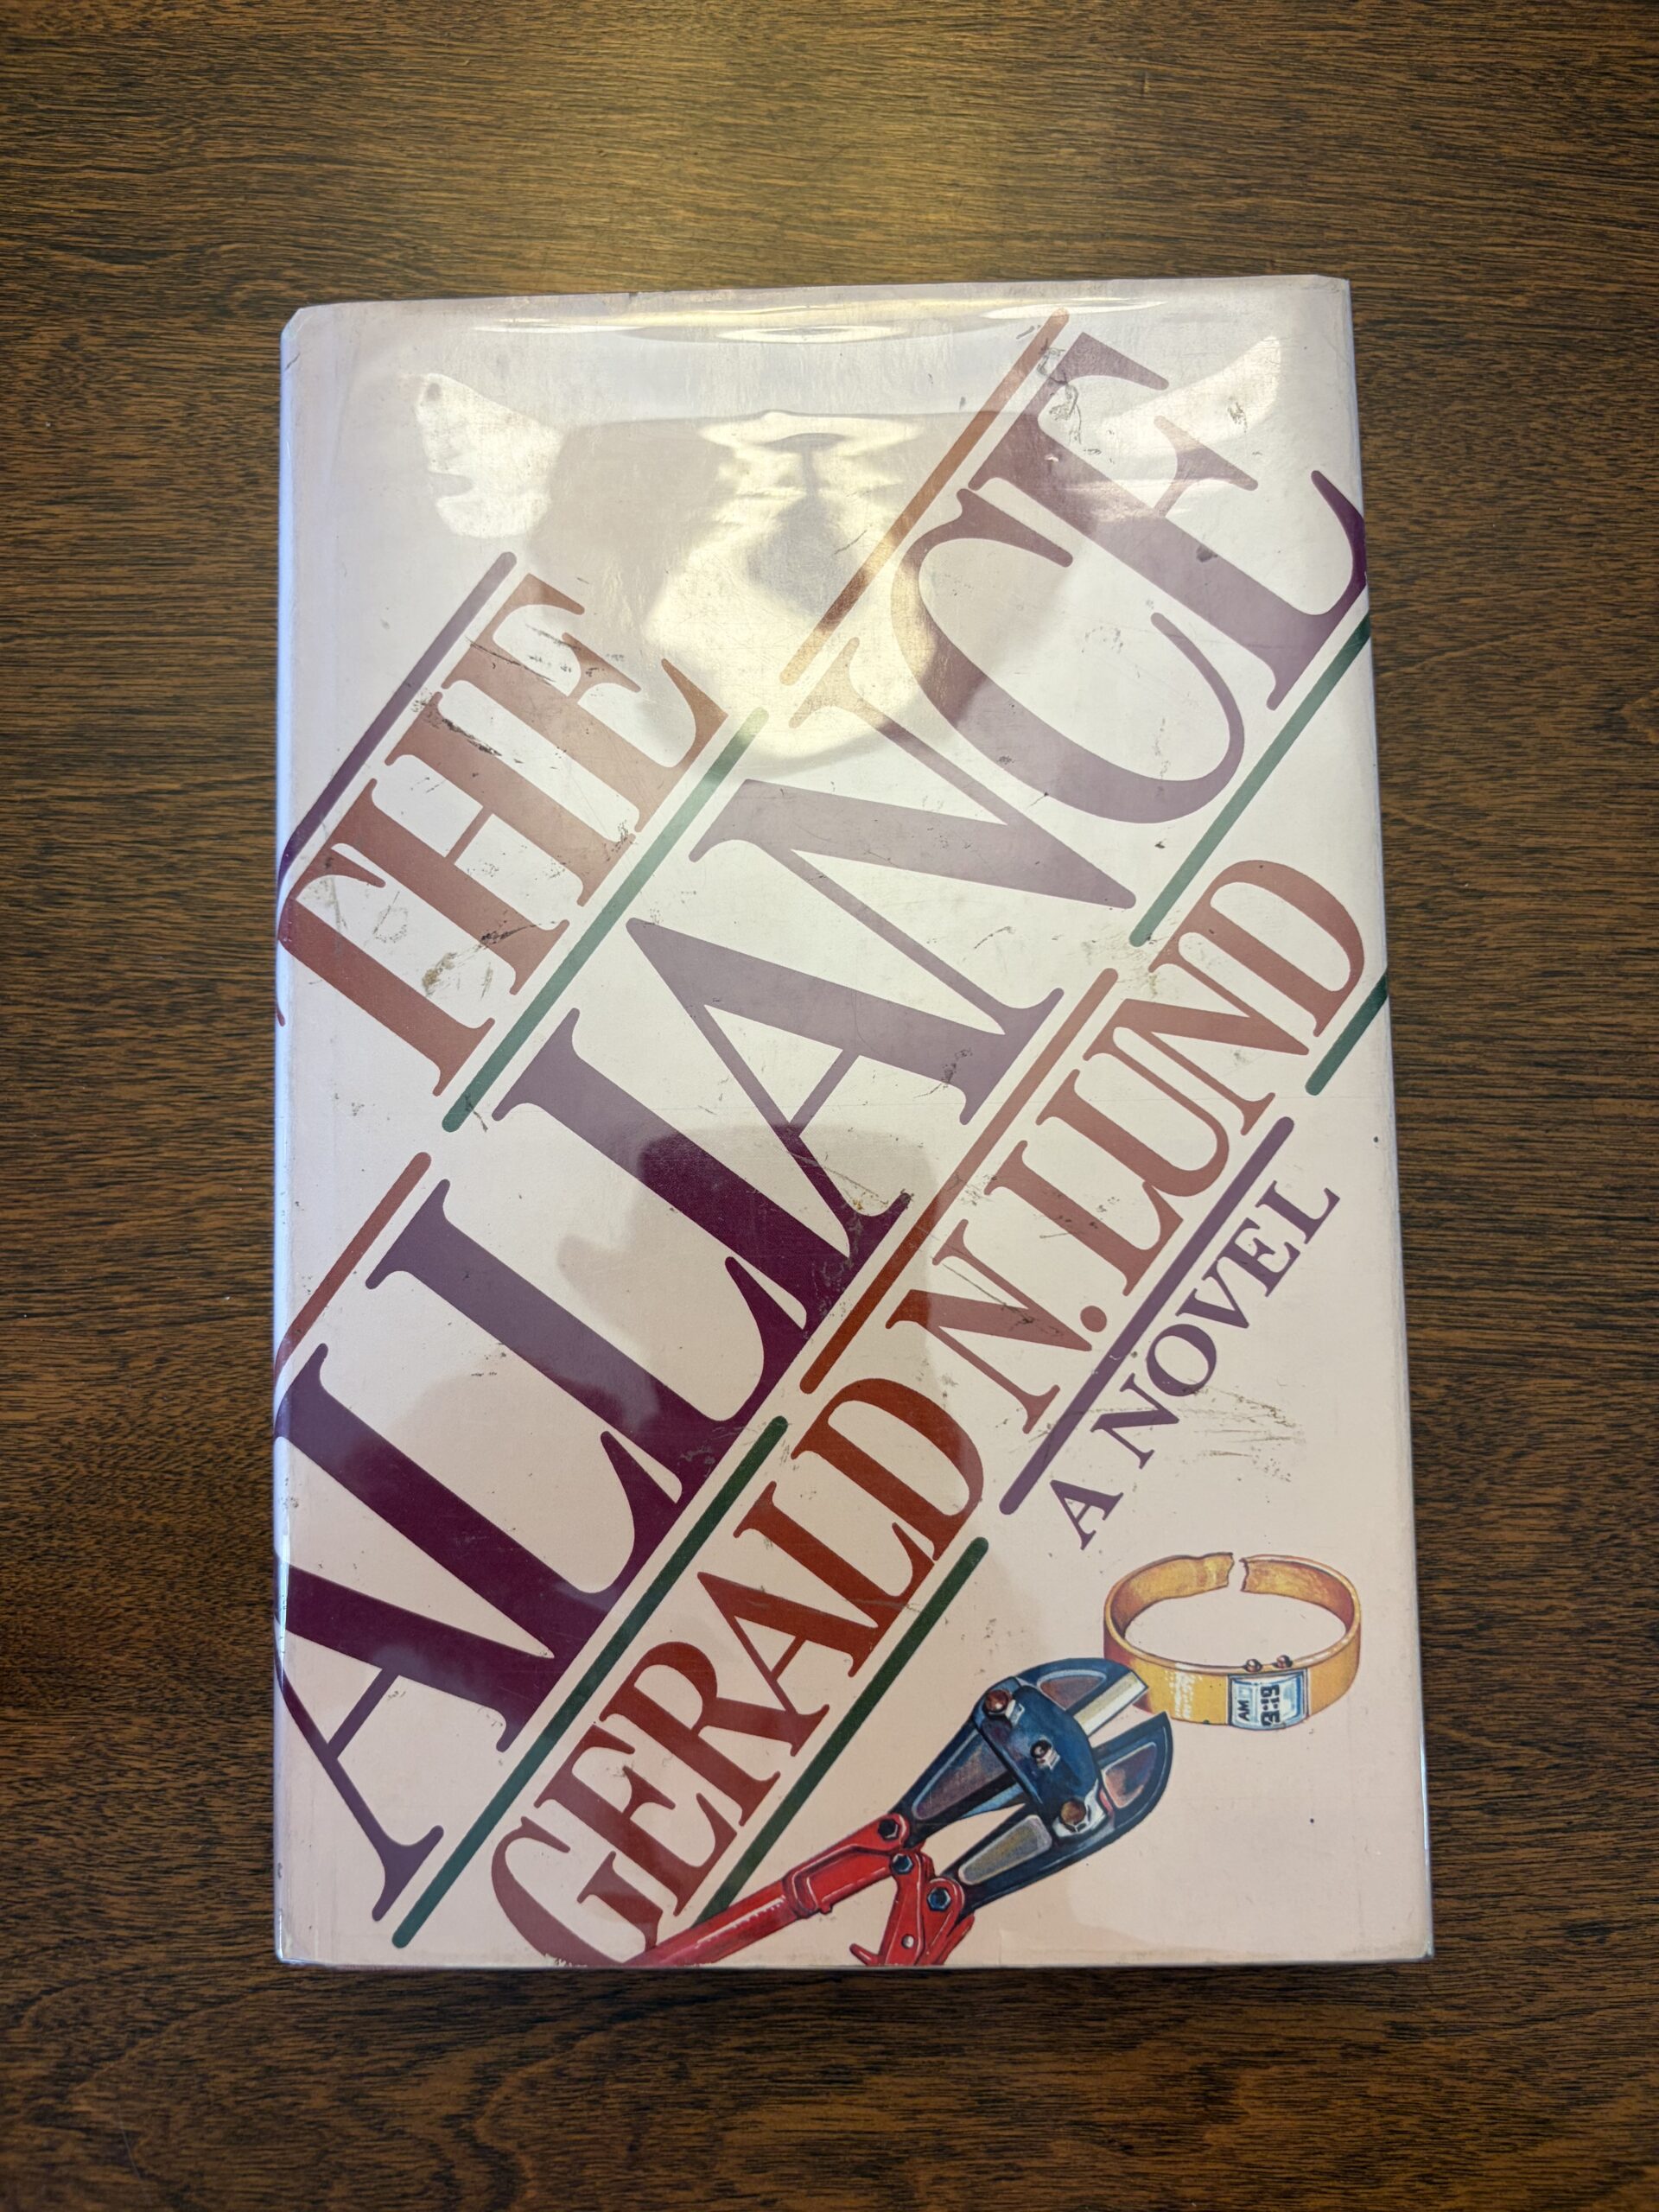 THE
ALLIANCE
GERALD N. LUND
A NOVEL
AM
3:19